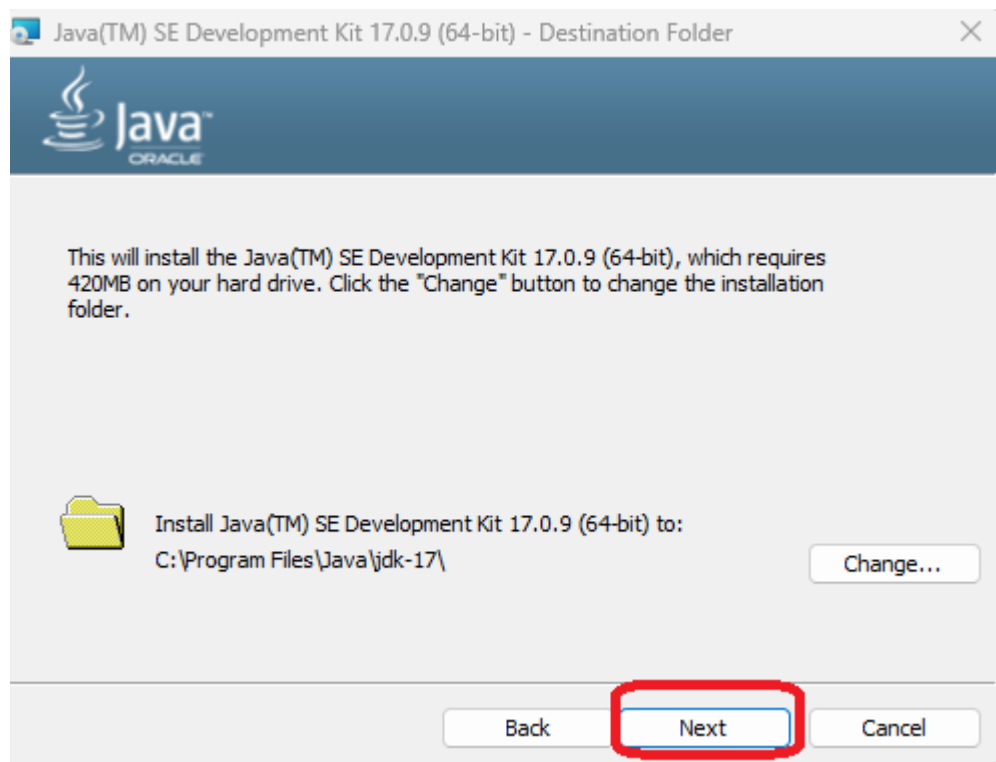 Java(TM) SE Development Kit 17.0.9 (64-bit) - Destination Folder
Java™
ORACLE
This will install the Java(TM) SE Development Kit 17.0.9 (64-bit), which requires
420MB on your hard drive. Click the "Change" button to change the installation
folder.
Install Java(TM) SE Development Kit 17.0.9 (64-bit) to:
C:\Program Files\Java\jdk-17\
Change...
Back
Next
Cancel